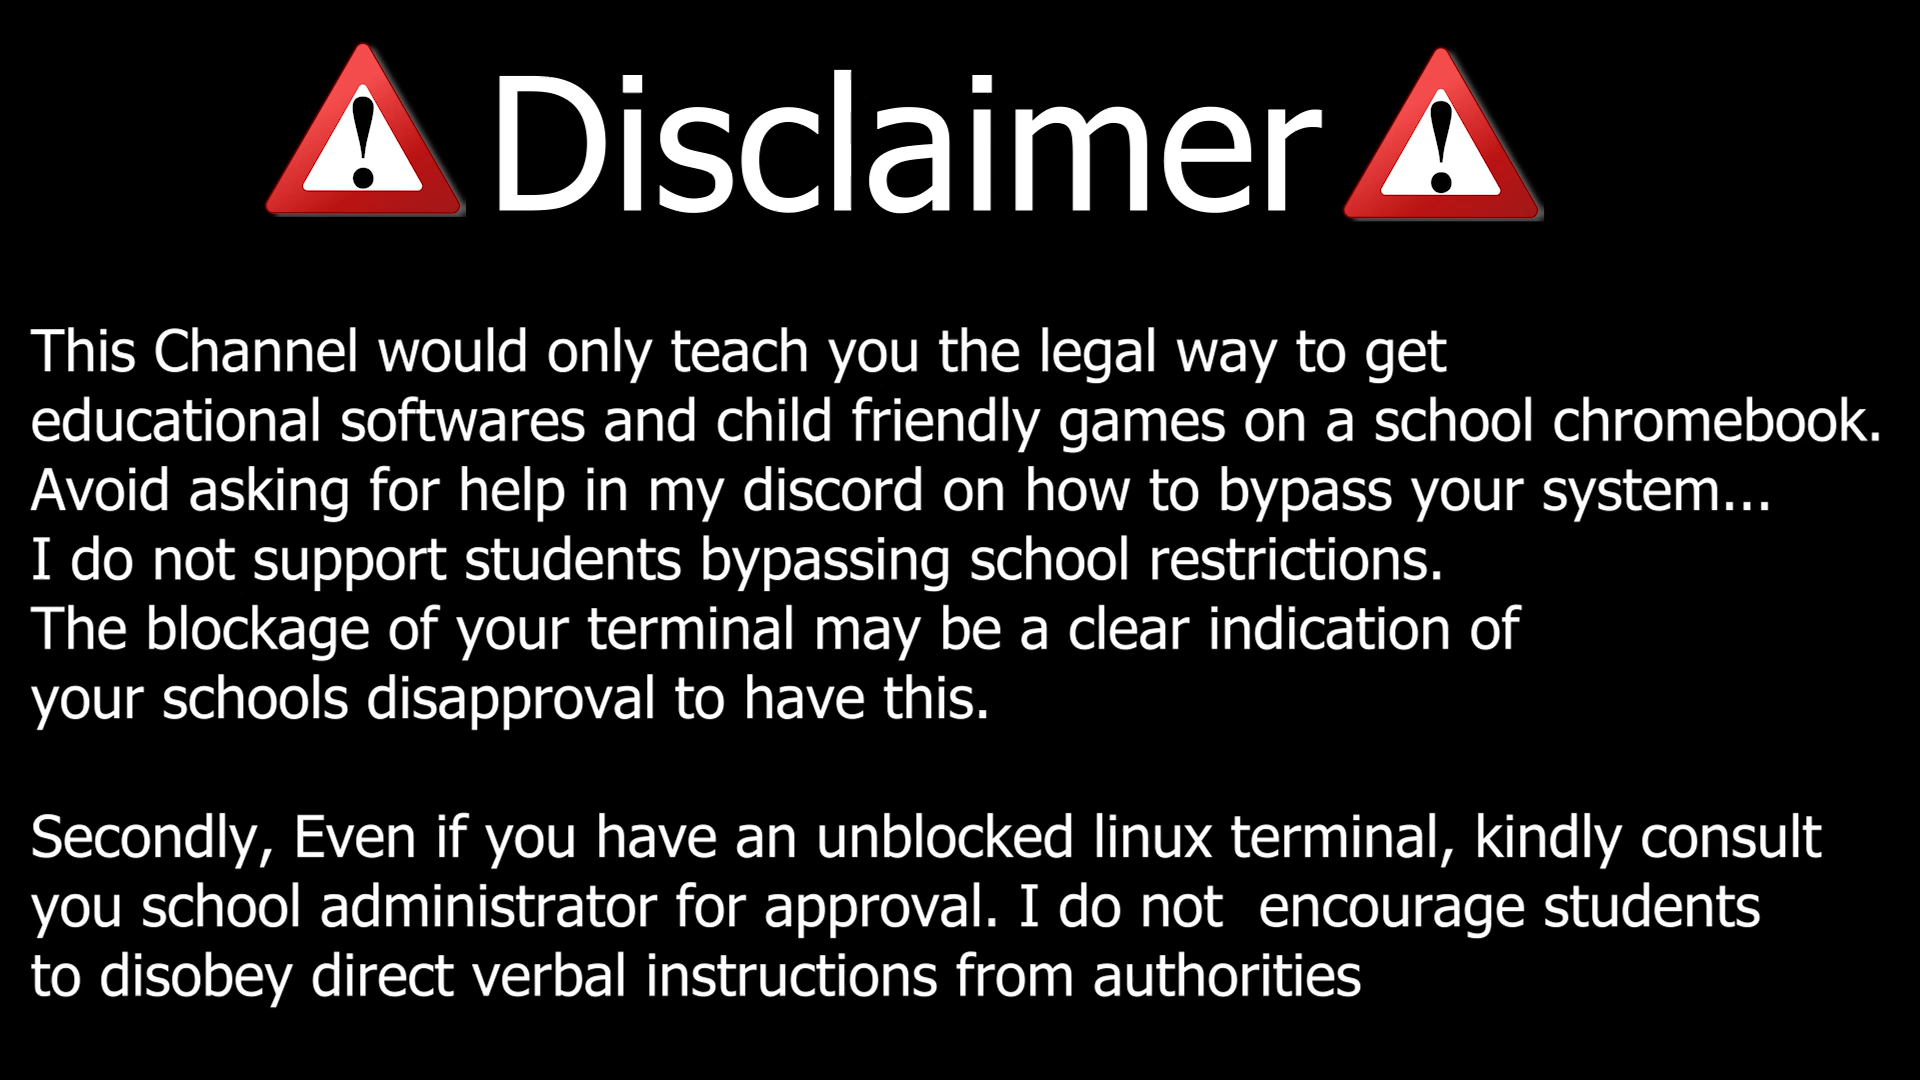 Disclaimer
This Channel would only teach you the legal way to get
educational softwares and child friendly games on a school chromebook.
Avoid asking for help in my discord on how to bypass your system...
I do not support students bypassing school restrictions.
The blockage of your terminal may be a clear indication of
your schools disapproval to have this.
Secondly, Even if you have an unblocked linux terminal, kindly consult
you school administrator for approval. I do not  encourage students
to disobey direct verbal instructions from authorities